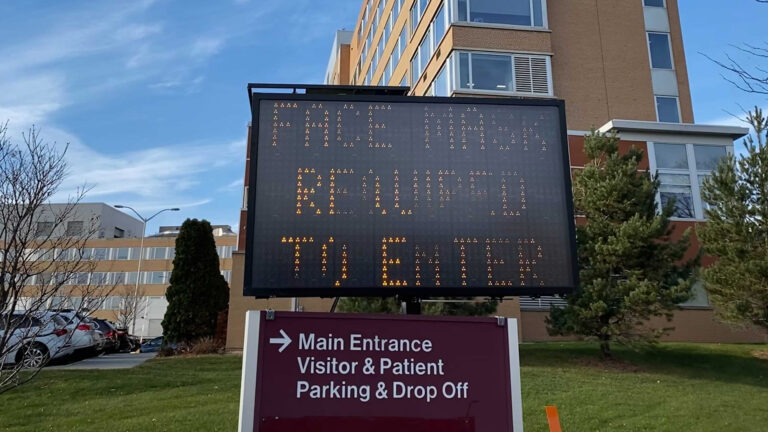 FACE MASK
REQUIRED
TO ENTER
→ Main Entrance
Visitor & Patient
Parking & Drop Off